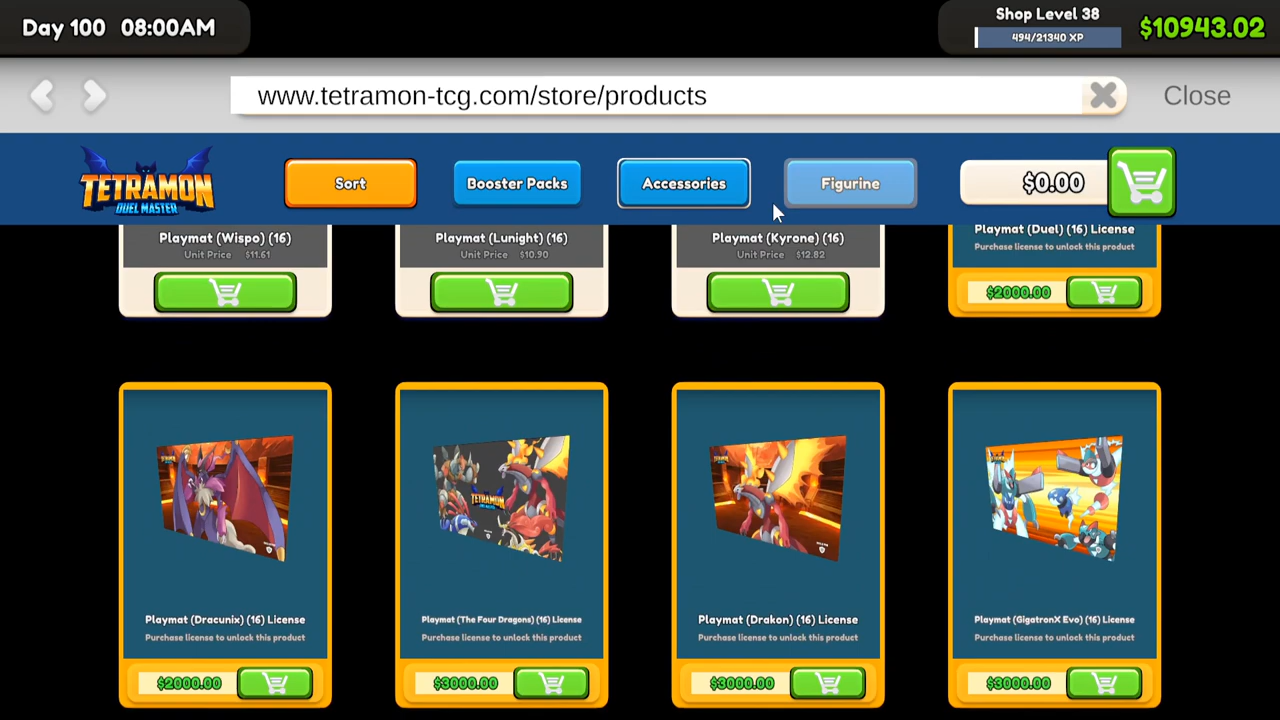 Day 100 08:00AM
Shop Level 38
494/21340 XP
$10943.02
www.tetramon-tcg.com/store/products
Close
TETRAMON
DUEL MASTER
Sort
Booster Packs
Accessories
Figurine
$0.00
Playmat (Wispo) (16)
Unit Price $11.61
Playmat (Lunight) (16)
Unit Price $10.90
Playmat (Kyrone) (16)
Unit Price $12.82
Playmat (Duel) (16) License
Purchase license to unlock this product
$2000.00
Playmat (Dracunix) (16) License
Purchase license to unlock this product
$2000.00
TETRAMON
Playmat (The Four Dragons) (16) License
Purchase license to unlock this product
$3000.00
Playmat (Drakon) (16) License
Purchase license to unlock this product
$3000.00
Playmat (GigatronX Evo) (16) License
Purchase license to unlock this product
$3000.00